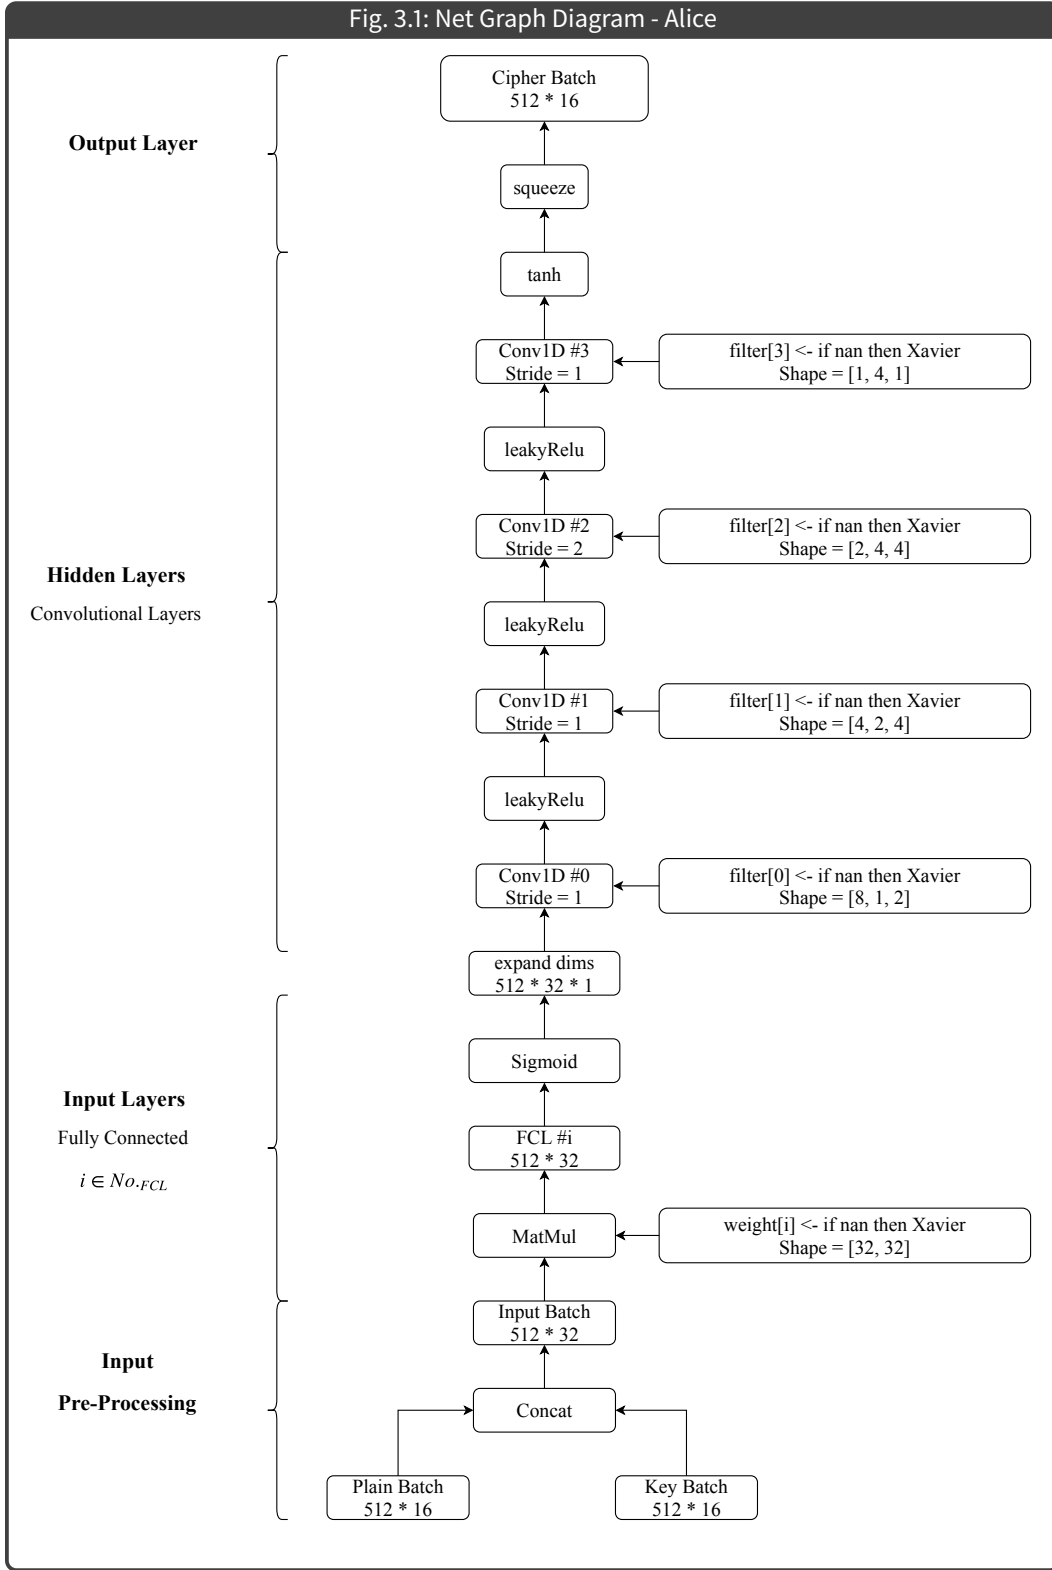 Fig. 3.1: Net Graph Diagram - Alice
Cipher Batch
512 * 16
Output Layer
squeeze
tanh
Conv1D #3
Stride = 1
filter[3] <- if nan then Xavier
Shape = [1, 4, 1]
leakyRelu
Conv1D #2
Stride = 2
filter[2] <- if nan then Xavier
Shape = [2, 4, 4]
Hidden Layers
Convolutional Layers
leakyRelu
Conv1D #1
Stride = 1
filter[1] <- if nan then Xavier
Shape = [4, 2, 4]
leakyRelu
Conv1D #0
Stride = 1
filter[0] <- if nan then Xavier
Shape = [8, 1, 2]
expand dims
512 * 32 * 1
Sigmoid
Input Layers
Fully Connected
i ∈ No.FCL
FCL #i
512 * 32
MatMul
weight[i] <- if nan then Xavier
Shape = [32, 32]
Input Batch
512 * 32
Input
Pre-Processing
Concat
Plain Batch
512 * 16
Key Batch
512 * 16